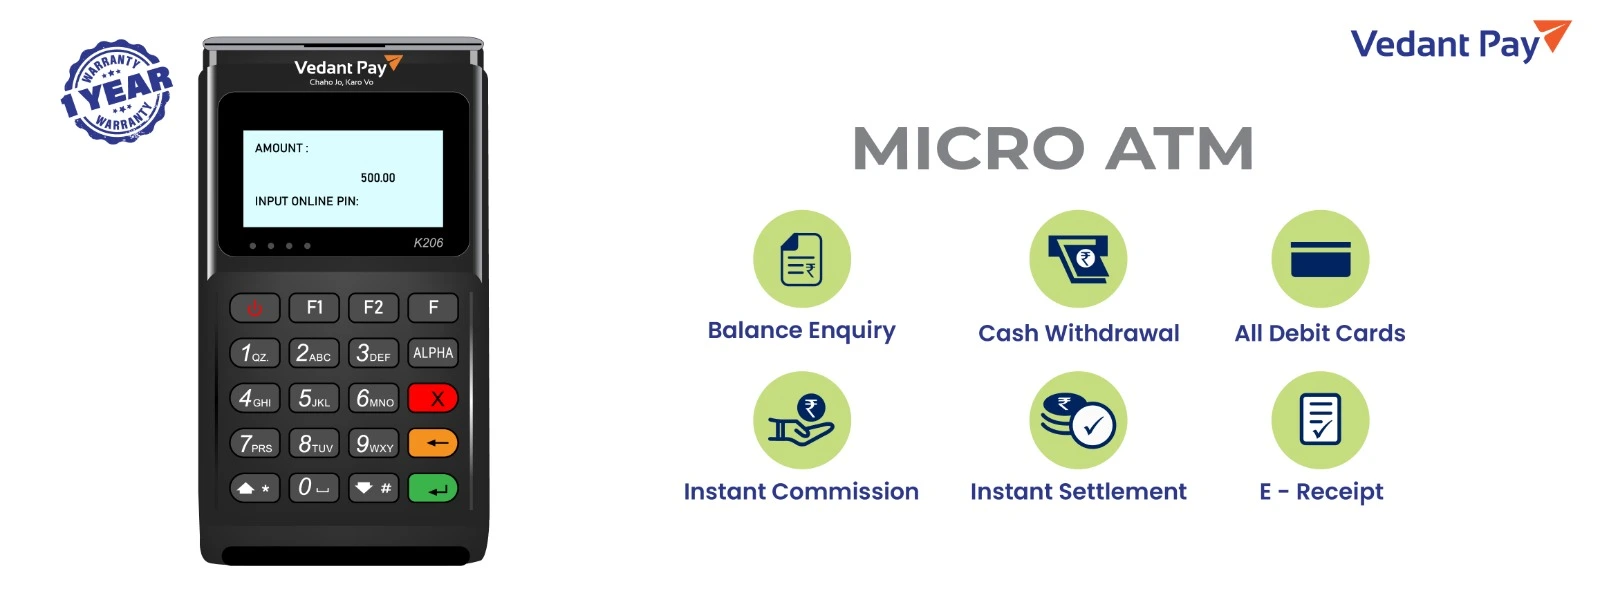 WARRANTY
1 YEAR
WARRANTY
Vedant Pay
Chaho Jo, Karo Vo
AMOUNT :
500.00
INPUT ONLINE PIN:
K206
F1 F2 F
1QZ. 2ABC 3DEF ALPHA
4GHI 5JKL 6MNO X
7PRS 8TUV 9WXY
* 0 #
Vedant Pay
MICRO ATM
₹ ₹
Balance Enquiry Cash Withdrawal All Debit Cards
₹ ₹
Instant Commission Instant Settlement E - Receipt